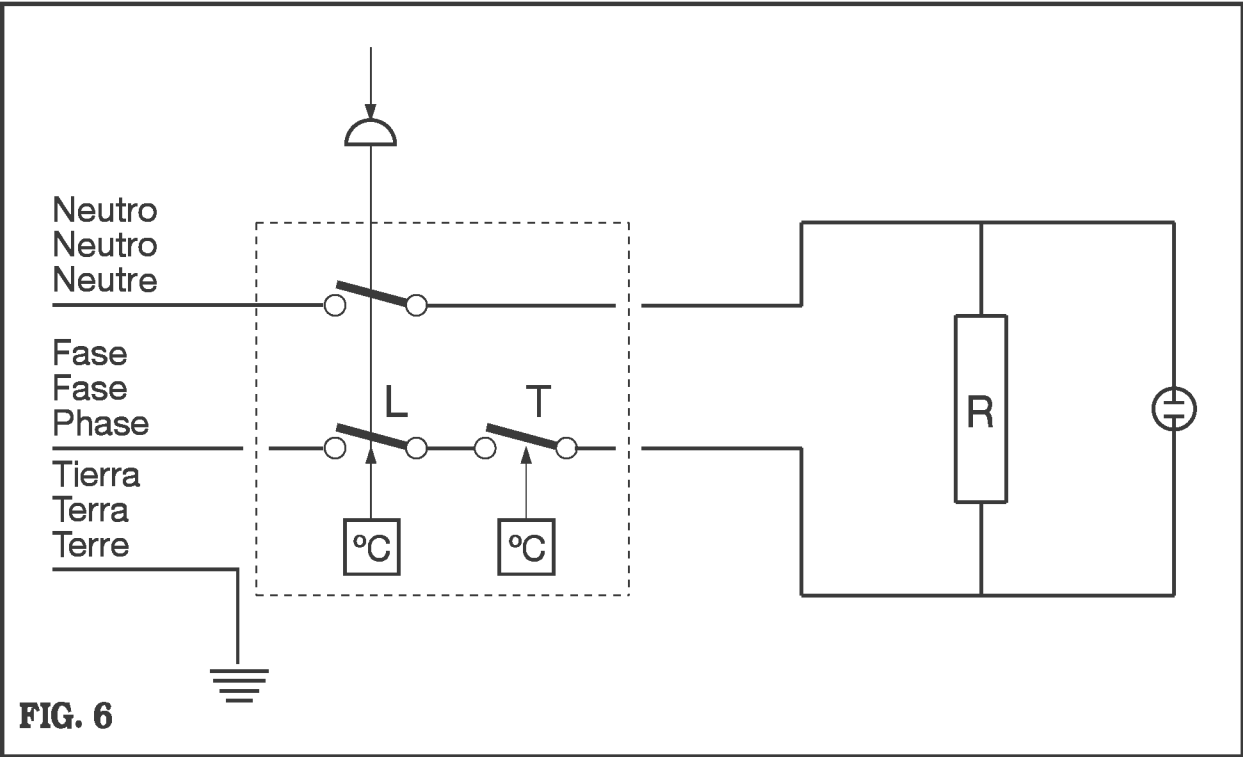 Neutro
Neutro
Neutre
Fase
Fase
Phase
L
T
Tierra
Terra
Terre
ºC
ºC
R
FIG. 6